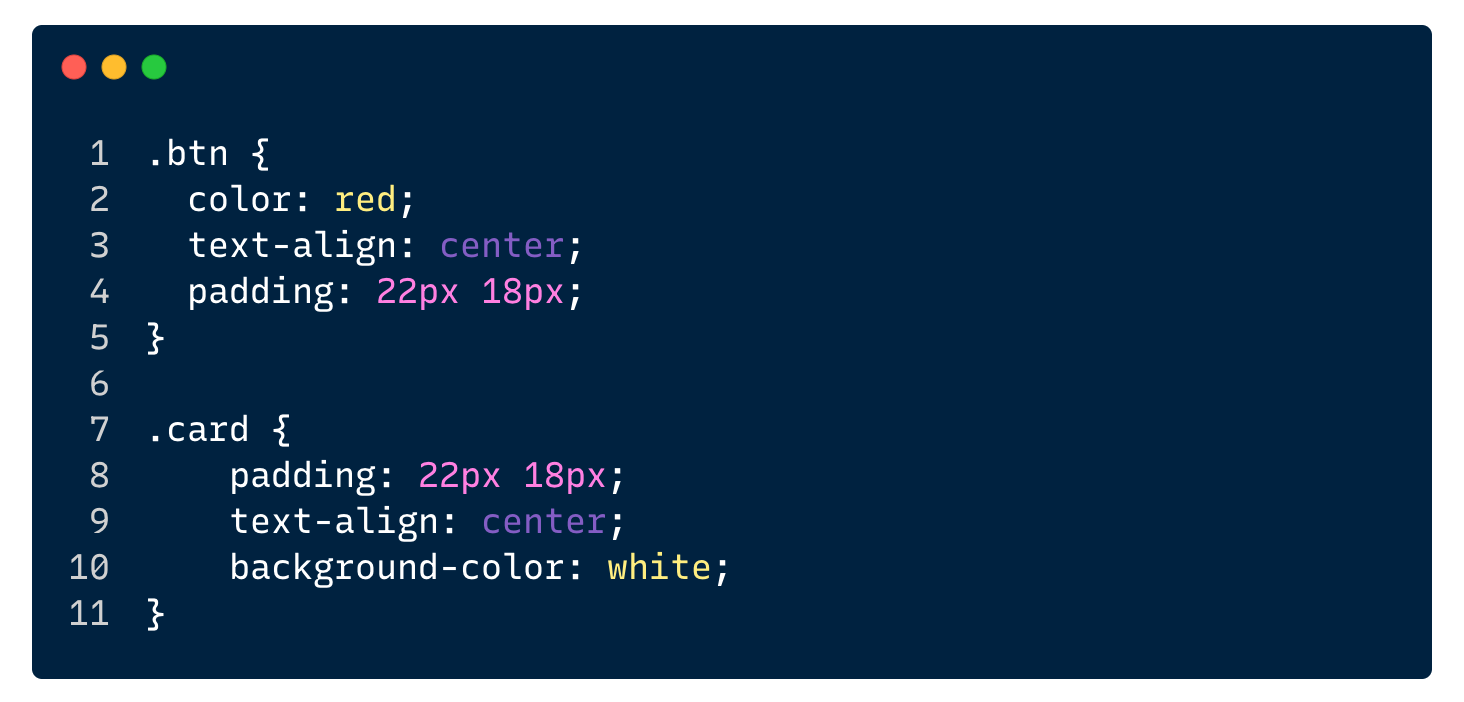 1 .btn {
2   color: red;
3   text-align: center;
4   padding: 22px 18px;
5 }
6
7 .card {
8     padding: 22px 18px;
9     text-align: center;
10     background-color: white;
11 }